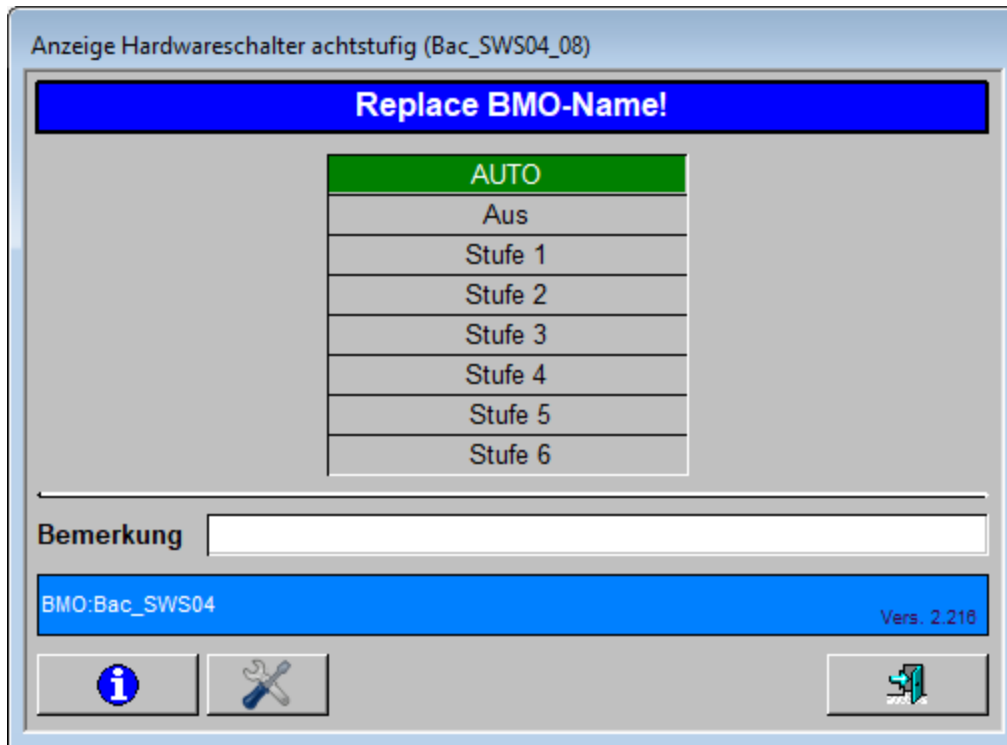 Anzeige Hardwareschalter achtstufig (Bac_SWS04_08)
Replace BMO-Name!
AUTO
Aus
Stufe 1
Stufe 2
Stufe 3
Stufe 4
Stufe 5
Stufe 6
Bemerkung
BMO:Bac_SWS04
Vers. 2.216